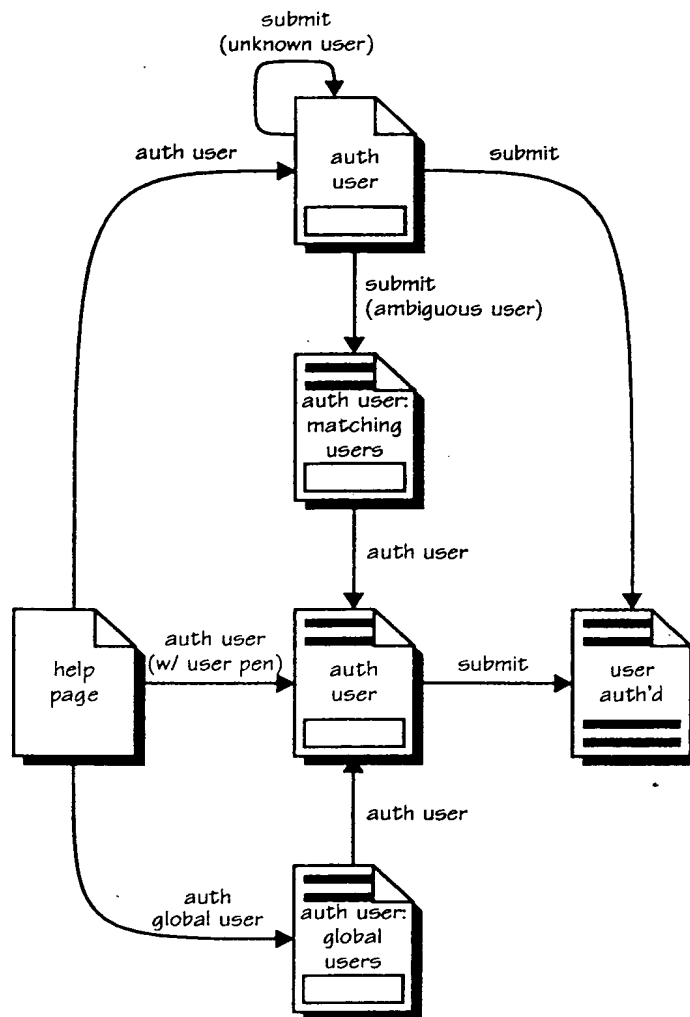 submit
(unknown user)
auth user
auth
user
submit
submit
(ambiguous user)
auth user:
matching
users
auth user
help
page
auth user
(w/ user pen)
auth
user
submit
user
auth'd
auth user
auth
global user
auth user:
global
users